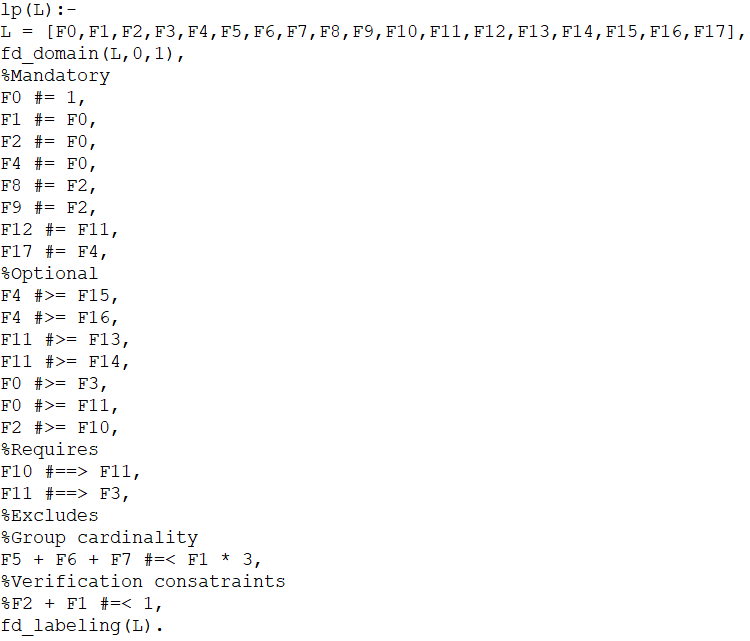 lp(L):-
L = [F0,F1,F2,F3,F4,F5,F6,F7,F8,F9,F10,F11,F12,F13,F14,F15,F16,F17],
fd_domain(L,0,1),
%Mandatory
F0 #= 1,
F1 #= F0,
F2 #= F0,
F4 #= F0,
F8 #= F2,
F9 #= F2,
F12 #= F11,
F17 #= F4,
%Optional
F4 #>= F15,
F4 #>= F16,
F11 #>= F13,
F11 #>= F14,
F0 #>= F3,
F0 #>= F11,
F2 #>= F10,
%Requires
F10 #==> F11,
F11 #==> F3,
%Excludes
%Group cardinality
F5 + F6 + F7 #=< F1 * 3,
%Verification consatraints
%F2 + F1 #=< 1,
fd_labeling(L).